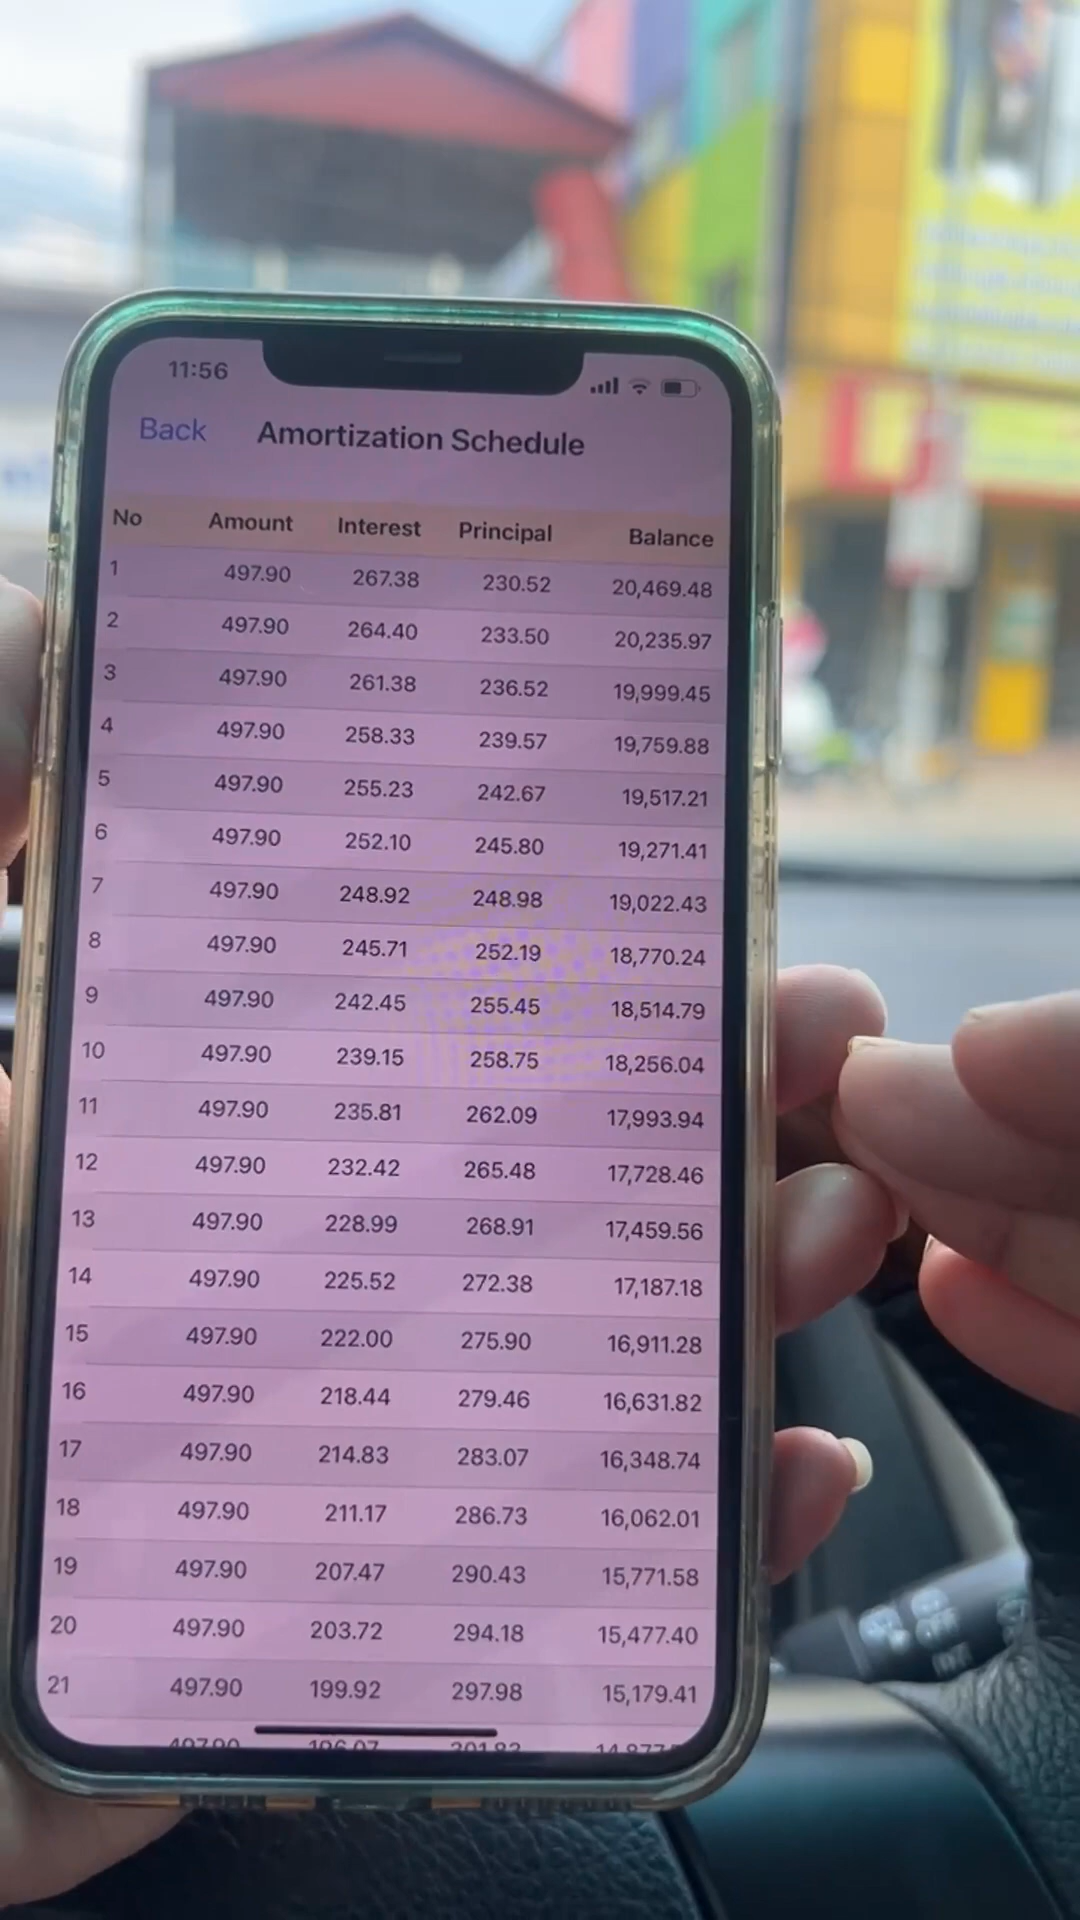 11:56
Back Amortization Schedule
No Amount Interest Principal Balance
1 497.90 267.38 230.52 20,469.48
2 497.90 264.40 233.50 20,235.97
3 497.90 261.38 236.52 19,999.45
4 497.90 258.33 239.57 19,759.88
5 497.90 255.23 242.67 19,517.21
6 497.90 252.10 245.80 19,271.41
7 497.90 248.92 248.98 19,022.43
8 497.90 245.71 252.19 18,770.24
9 497.90 242.45 255.45 18,514.79
10 497.90 239.15 258.75 18,256.04
11 497.90 235.81 262.09 17,993.94
12 497.90 232.42 265.48 17,728.46
13 497.90 228.99 268.91 17,459.56
14 497.90 225.52 272.38 17,187.18
15 497.90 222.00 275.90 16,911.28
16 497.90 218.44 279.46 16,631.82
17 497.90 214.83 283.07 16,348.74
18 497.90 211.17 286.73 16,062.01
19 497.90 207.47 290.43 15,771.58
20 497.90 203.72 294.18 15,477.40
21 497.90 199.92 297.98 15,179.41
497.90 196.07 301.83